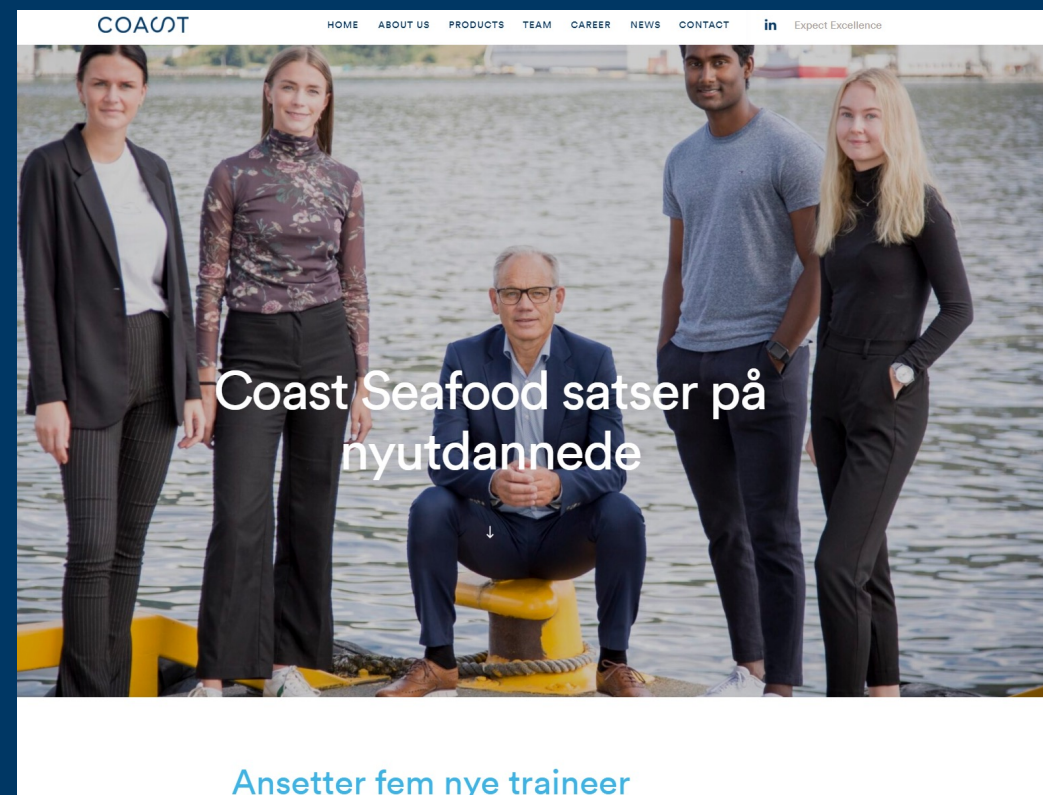 COAST
HOME ABOUT US PRODUCTS TEAM CAREER NEWS CONTACT in Expect Excellence
Coast Seafood satser på
nyutdannede
Ansetter fem nye traineer